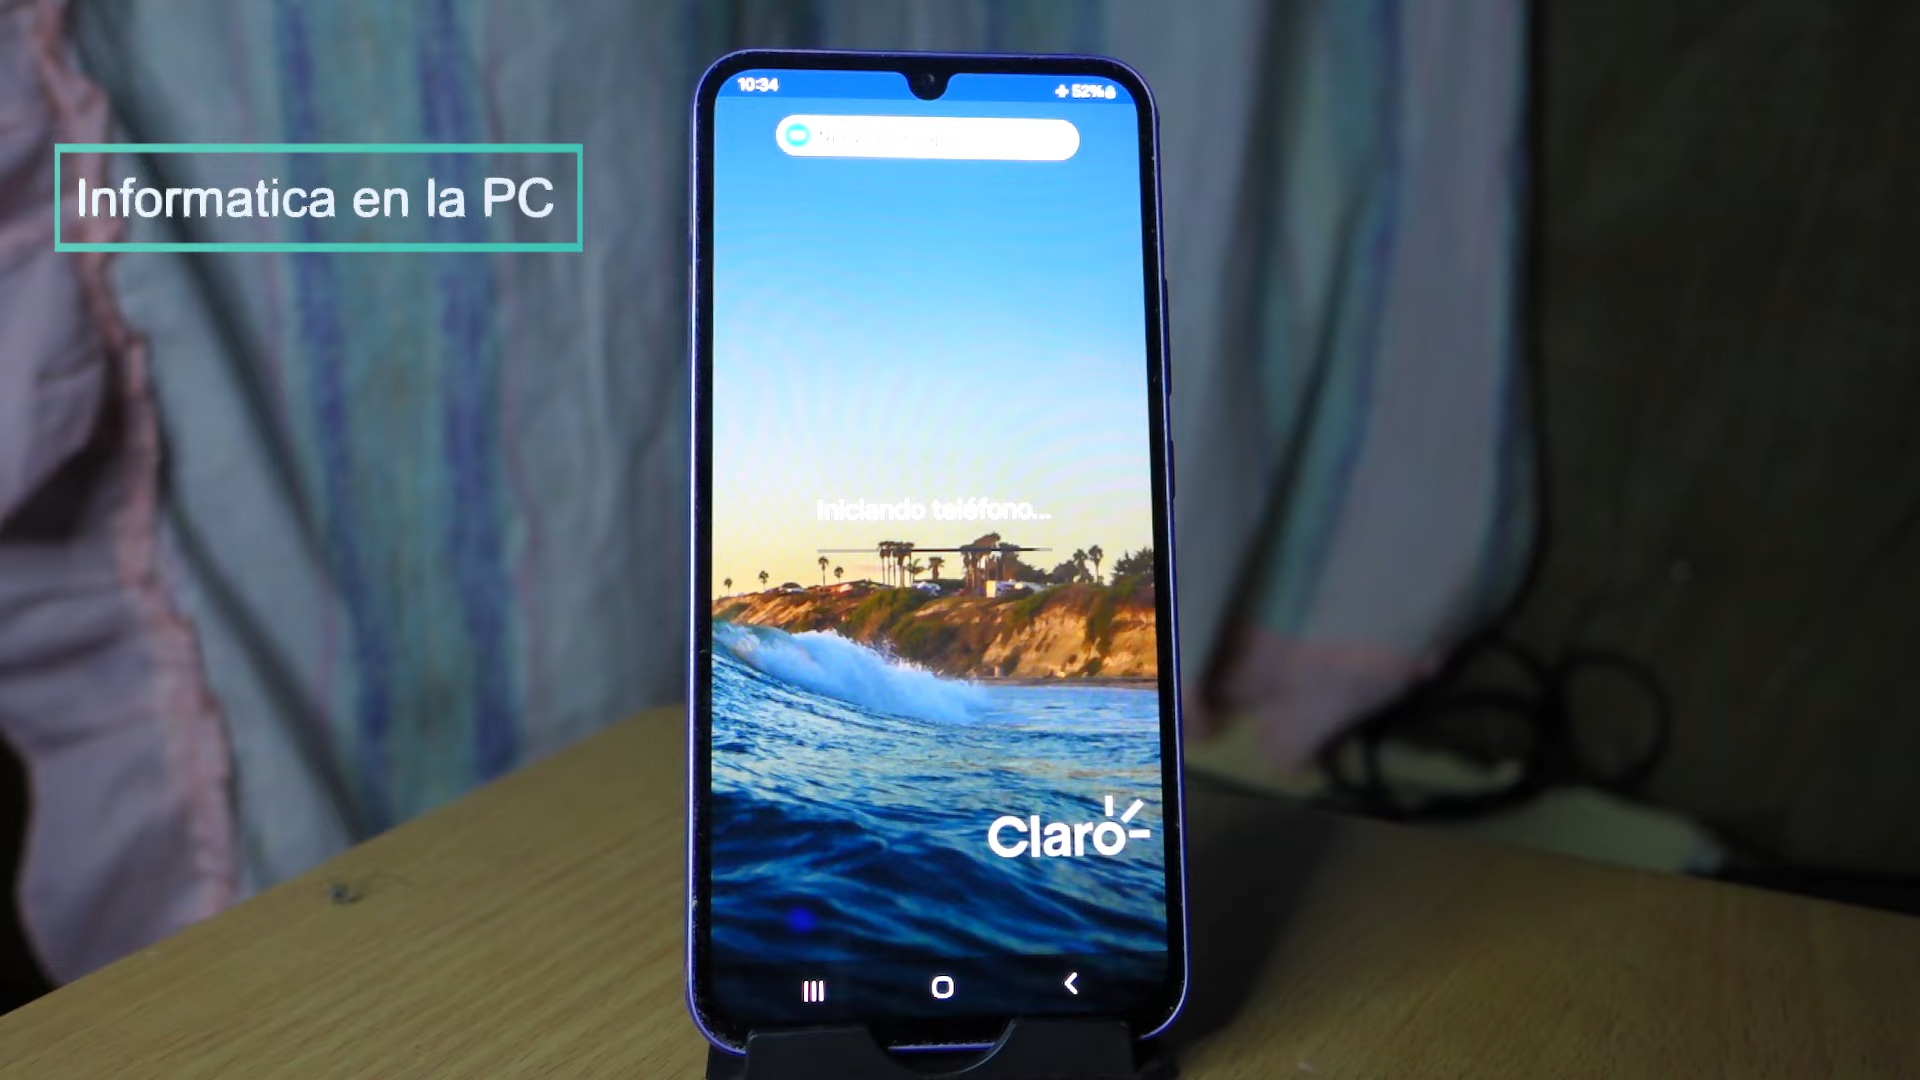 Informatica en la PC
10:34
52%
Iniciando teléfono...
Claro